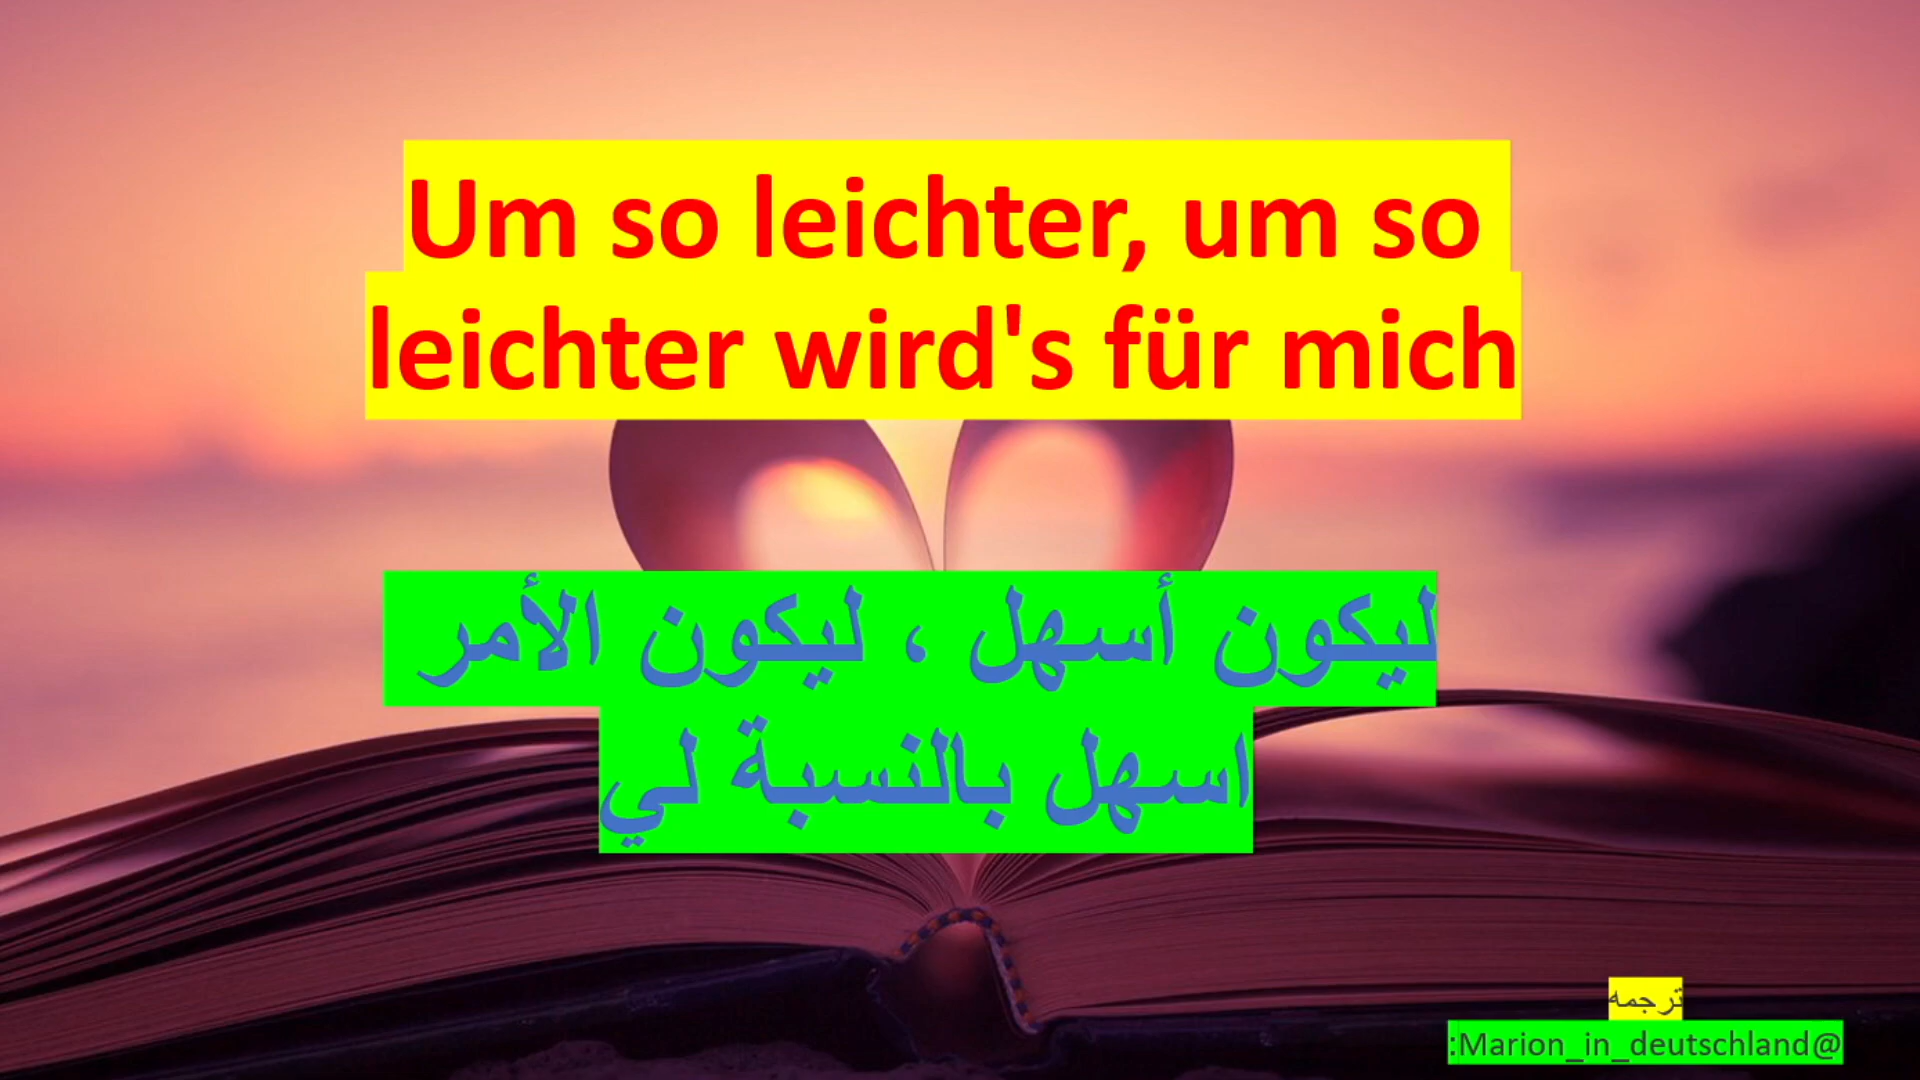 Um so leichter, um so
leichter wird's für mich
ليكون أسهل ، ليكون الأمر
اسهل بالنسبة لي
ترجمه
:Marion_in_deutschland@